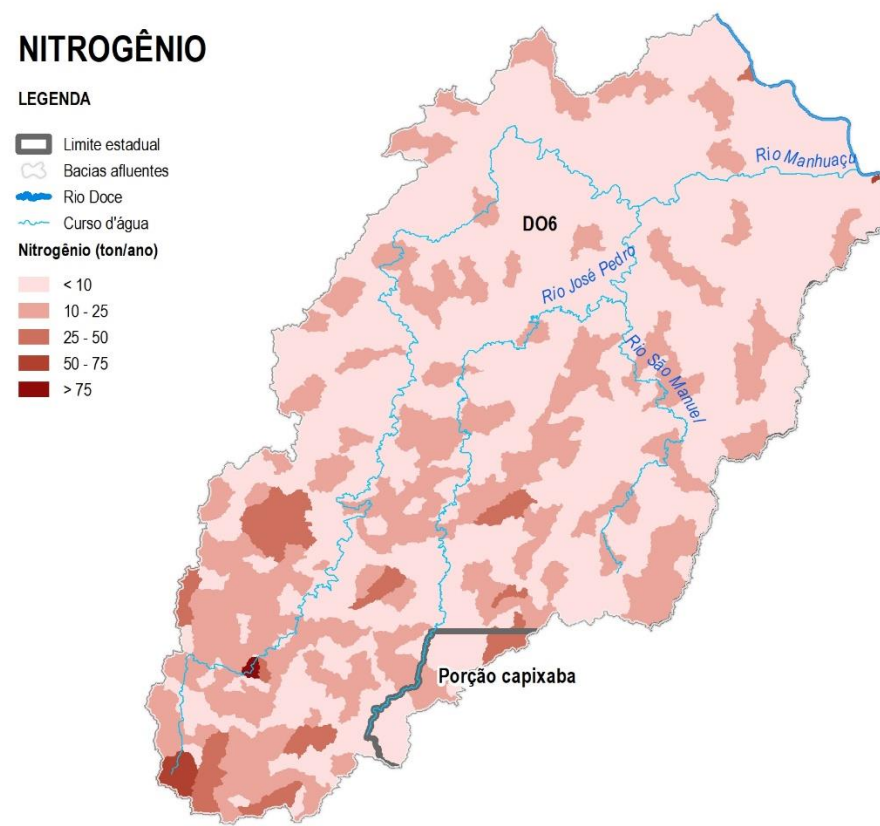 NITROGÊNIO
LEGENDA
Limite estadual
Bacias afluentes
Rio Doce
Curso d'água
Nitrogênio (ton/ano)
< 10
10 - 25
25 - 50
50 - 75
> 75
Rio Manhuaçu
DO6
Rio José Pedro
Rio São Manuel
Porção capixaba